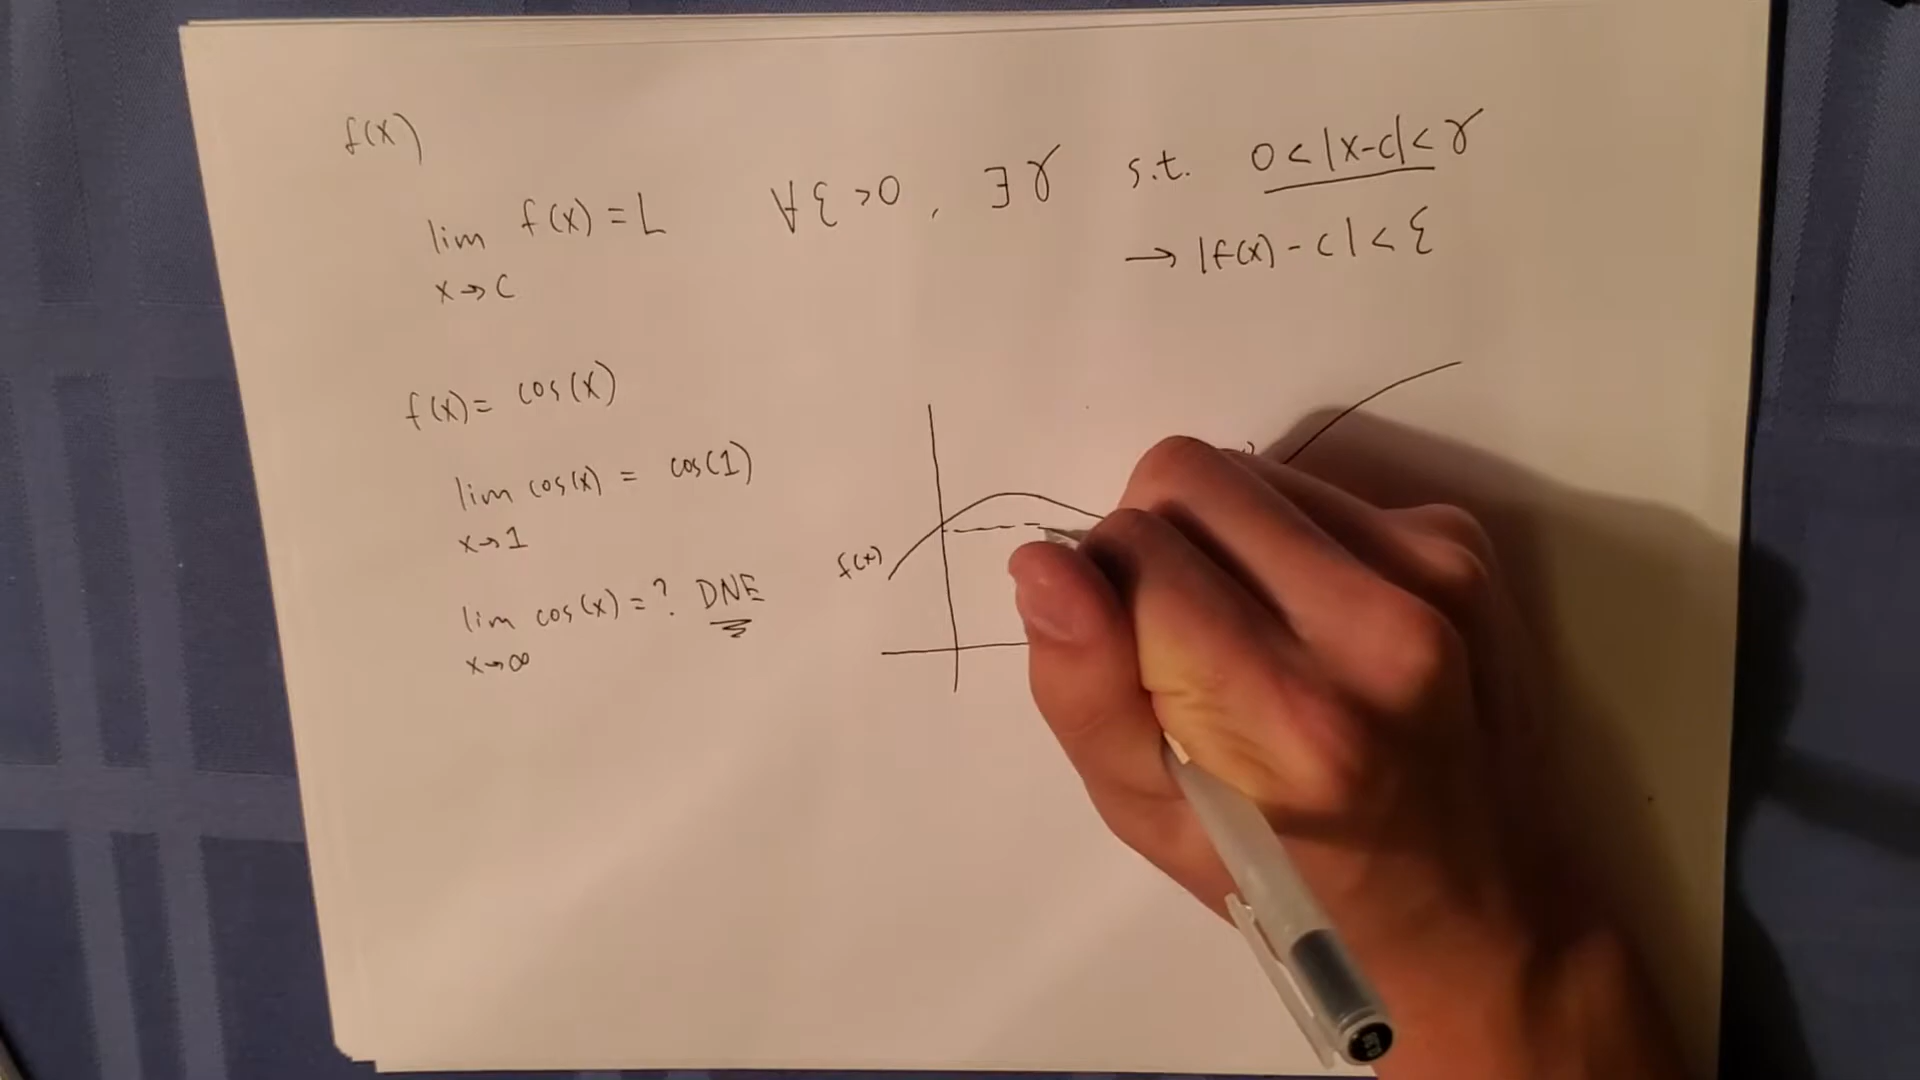 f(x)
lim f(x) = L ∀ε >0 , ∃ɣ s.t. 0 < |x-c| < ɣ
x→c → |f(x) - c| < ε
f(x) = cos(x)
lim cos(x) = cos(1)
x→1
f(x)
lim cos(x) = ? DNE
x→∞